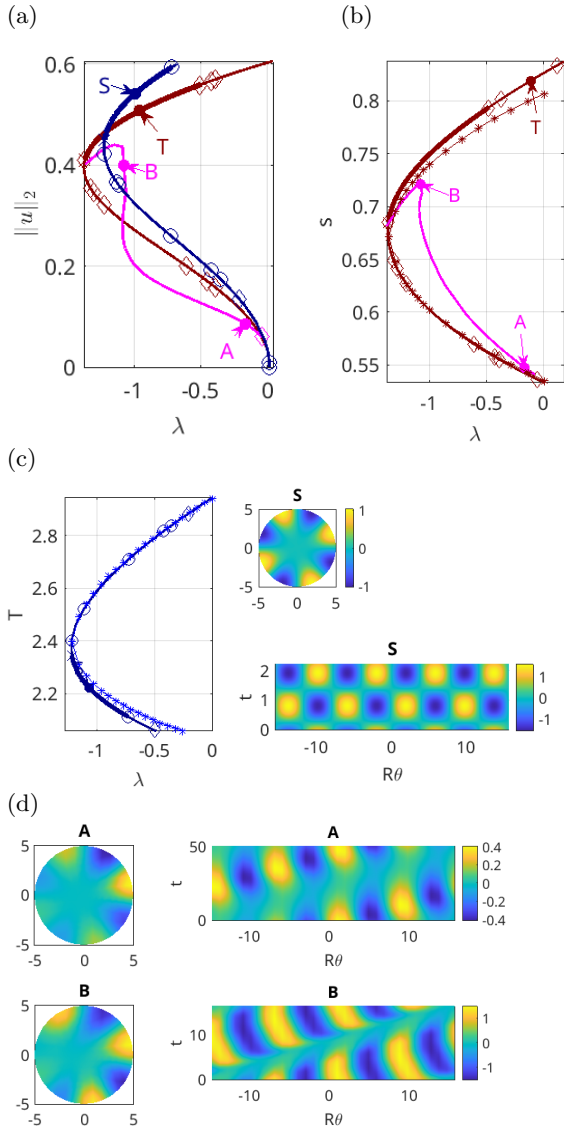 (a)
0.6
0.4
0.2
0
||u||₂
S
T
B
A
-1
-0.5
0
λ
(b)
0.8
0.75
0.7
0.65
0.6
0.55
s
T
B
A
-1
-0.5
0
λ
(c)
2.8
2.6
2.4
2.2
T
-1
-0.5
0
λ
S
5
0
-5
-5 0 5
1
0
-1
S
2
1
0
t
-10 0 10
Rθ
1
0
-1
(d)
A
5
0
-5
-5 0 5
A
50
0
t
-10 0 10
Rθ
0.4
0.2
0
-0.2
-0.4
B
5
0
-5
-5 0 5
B
10
0
t
-10 0 10
Rθ
1
0
-1